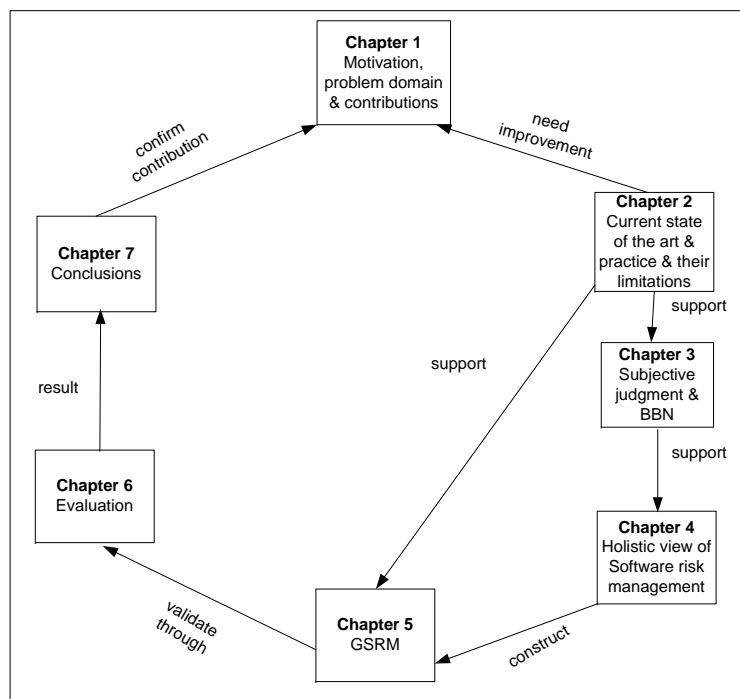 Chapter 1
Motivation,
problem domain
& contributions
need
improvement
confirm
contribution
Chapter 2
Current state
of the art &
practice & their
limitations
Chapter 7
Conclusions
support
Chapter 3
Subjective
judgment &
BBN
support
result
support
Chapter 6
Evaluation
Chapter 4
Holistic view of
Software risk
management
Chapter 5
GSRM
validate
through
construct